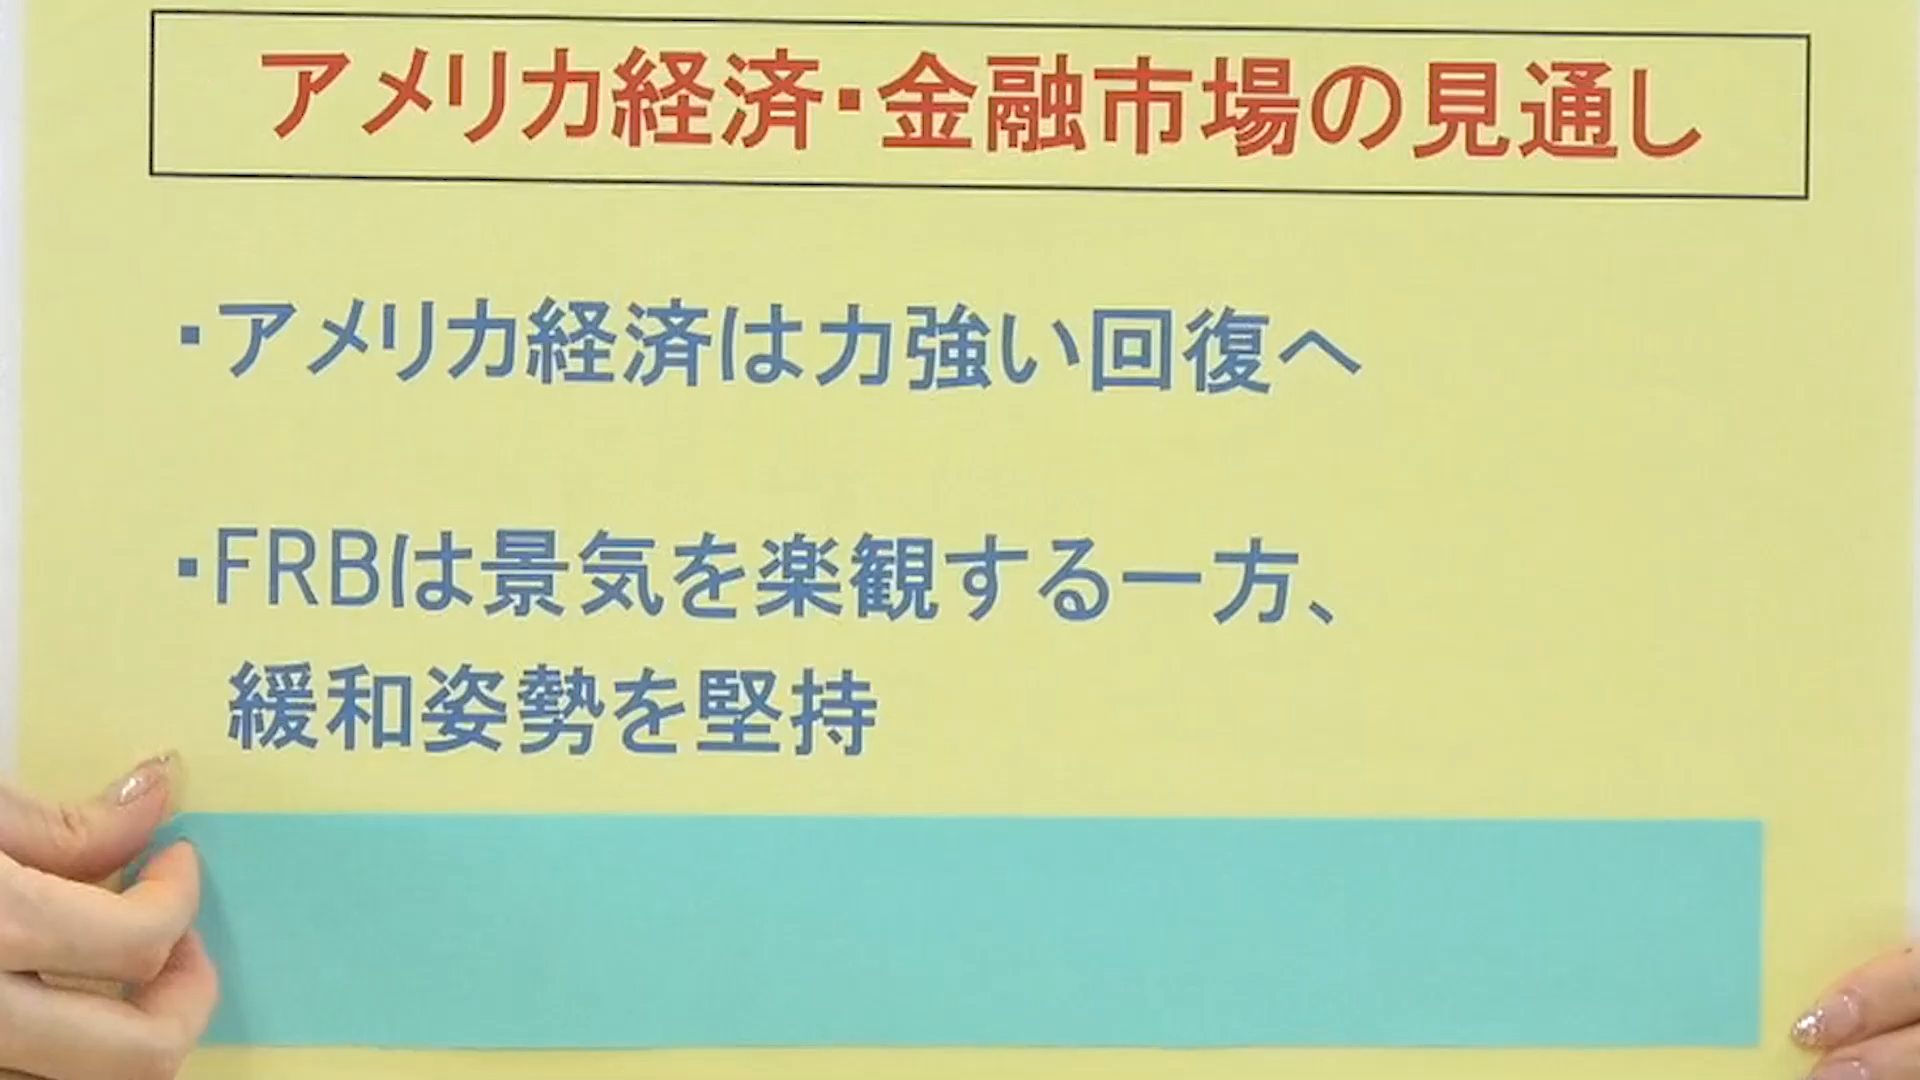 アメリカ経済・金融市場の見通し
・アメリカ経済は力強い回復へ
・FRBは景気を楽観する一方、
緩和姿勢を堅持